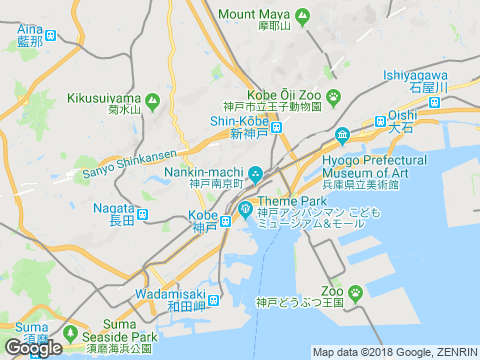 Mount Maya
摩耶山
Aina
藍那
Ishiyagawa
石屋川
Kobe Ōji Zoo
神戸市立王子動物園
Kikusuiyama
菊水山
Oishi
大石
Shin-Kōbe
新神戸
Sanyo Shinkansen
Hyogo Prefectural
Museum of Art
兵庫県立美術館
Nankin-machi
神戸南京町
Nagata
長田
Theme Park
神戸アンパンマン こども
ミュージアム&モール
Kobe
神戸
Wadamisaki
和田岬
Zoo
神戸どうぶつ王国
Suma
須磨
Suma
Seaside Park
須磨海浜公園
Google
Map data ©2018 Google, ZENRIN